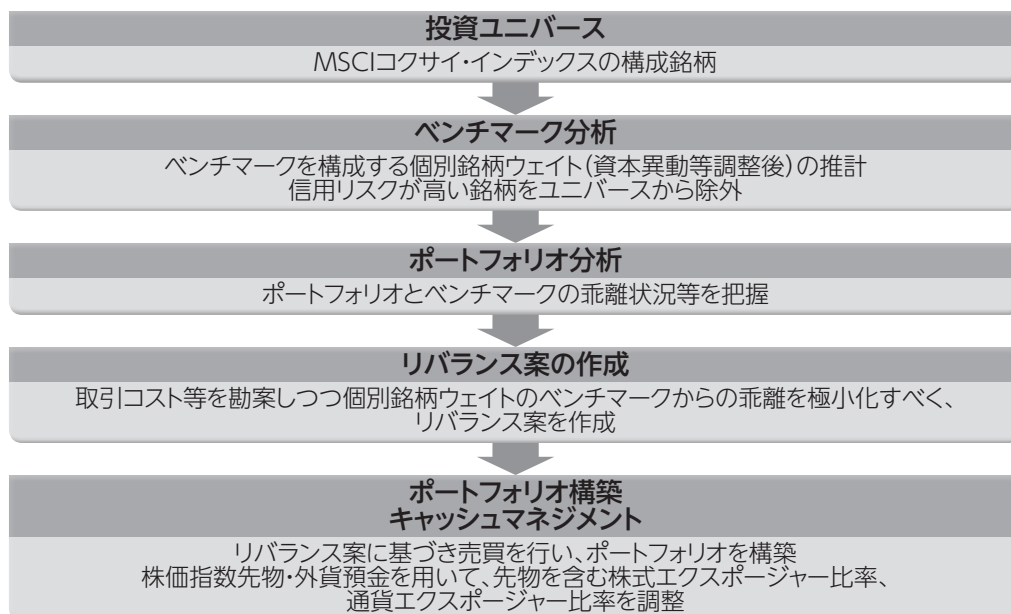 投資ユニバース
MSCIコクサイ・インデックスの構成銘柄
ベンチマーク分析
ベンチマークを構成する個別銘柄ウェイト(資本異動等調整後)の推計
信用リスクが高い銘柄をユニバースから除外
ポートフォリオ分析
ポートフォリオとベンチマークの乖離状況等を把握
リバランス案の作成
取引コスト等を勘案しつつ個別銘柄ウェイトのベンチマークからの乖離を極小化すべく、
リバランス案を作成
ポートフォリオ構築
キャッシュマネジメント
リバランス案に基づき売買を行い、ポートフォリオを構築
株価指数先物・外貨預金を用いて、先物を含む株式エクスポージャー比率、
通貨エクスポージャー比率を調整